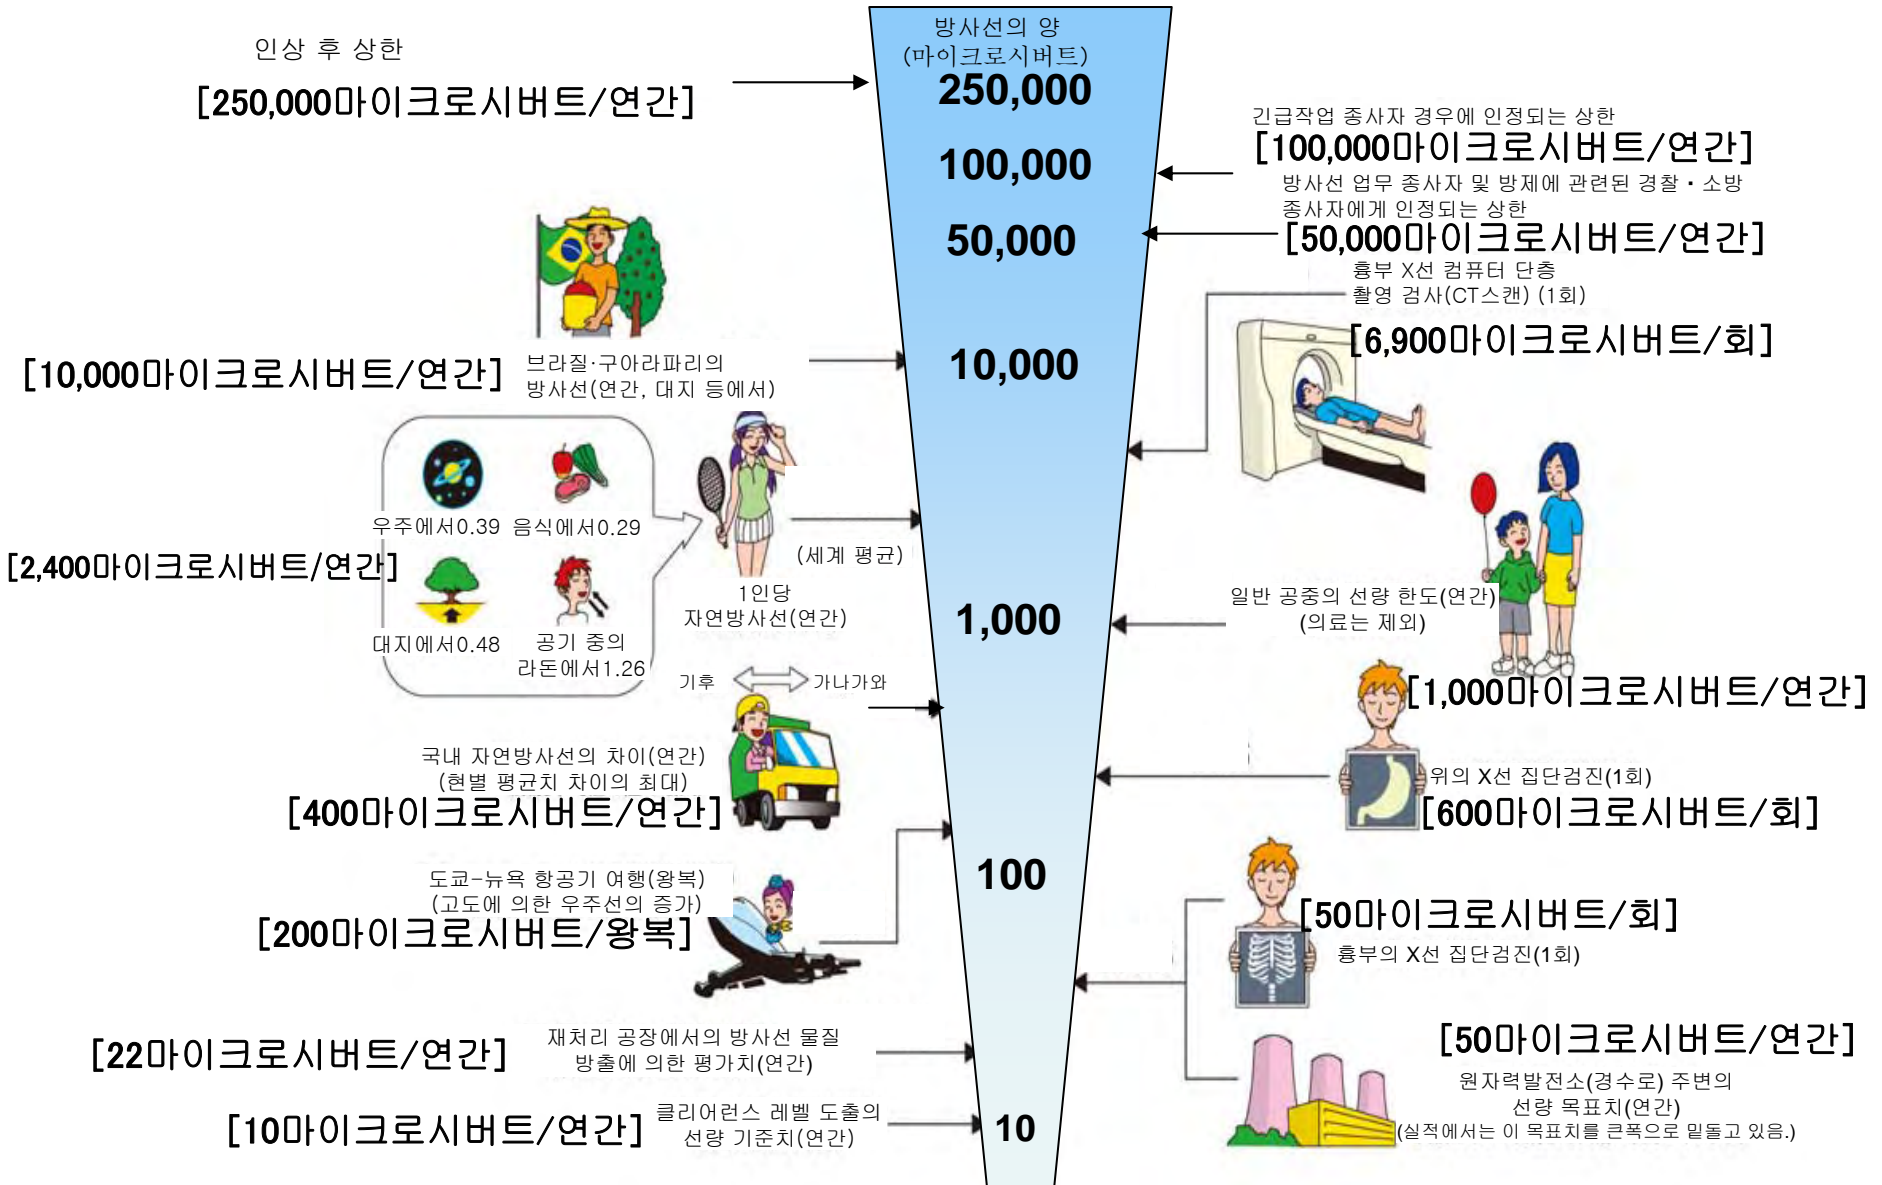 방사선의 양
(마이크로시버트)
250,000
100,000
50,000
10,000
1,000
100
10
인상 후 상한
[250,000마이크로시버트/연간]
[10,000마이크로시버트/연간]
브라질·구아라파리의
방사선(연간, 대지 등에서)
우주에서0.39 음식에서0.29
[2,400마이크로시버트/연간]
대지에서0.48
공기 중의
라돈에서1.26
(세계 평균)
1인당
자연방사선(연간)
기후
가나가와
국내 자연방사선의 차이(연간)
(현별 평균치 차이의 최대)
[400마이크로시버트/연간]
도쿄-뉴욕 항공기 여행(왕복)
(고도에 의한 우주선의 증가)
[200마이크로시버트/왕복]
[22마이크로시버트/연간]
재처리 공장에서의 방사선 물질
방출에 의한 평가치(연간)
[10마이크로시버트/연간]
클리어런스 레벨 도출의
선량 기준치(연간)
긴급작업 종사자 경우에 인정되는 상한
[100,000마이크로시버트/연간]
방사선 업무 종사자 및 방제에 관련된 경찰・소방
종사자에게 인정되는 상한
[50,000마이크로시버트/연간]
흉부 X선 컴퓨터 단층
촬영 검사(CT스캔) (1회)
[6,900마이크로시버트/회]
일반 공중의 선량 한도(연간)
(의료는 제외)
[1,000마이크로시버트/연간]
위의 X선 집단검진(1회)
[600마이크로시버트/회]
[50마이크로시버트/회]
흉부의 X선 집단검진(1회)
[50마이크로시버트/연간]
원자력발전소(경수로) 주변의
선량 목표치(연간)
(실적에서는 이 목표치를 큰폭으로 밑돌고 있음.)